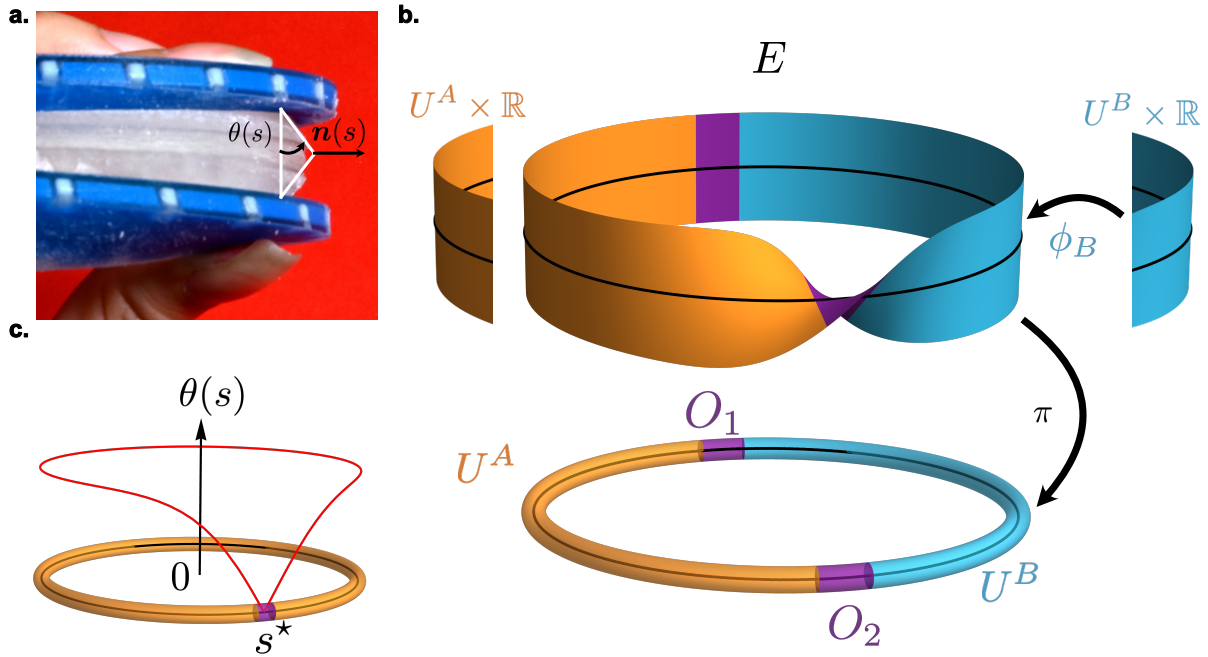 a.
θ(s)
n(s)
b.
E
U^A × ℝ
U^B × ℝ
ϕ_B
π
O_1
U^A
U^B
O_2
c.
θ(s)
0
s^⋆